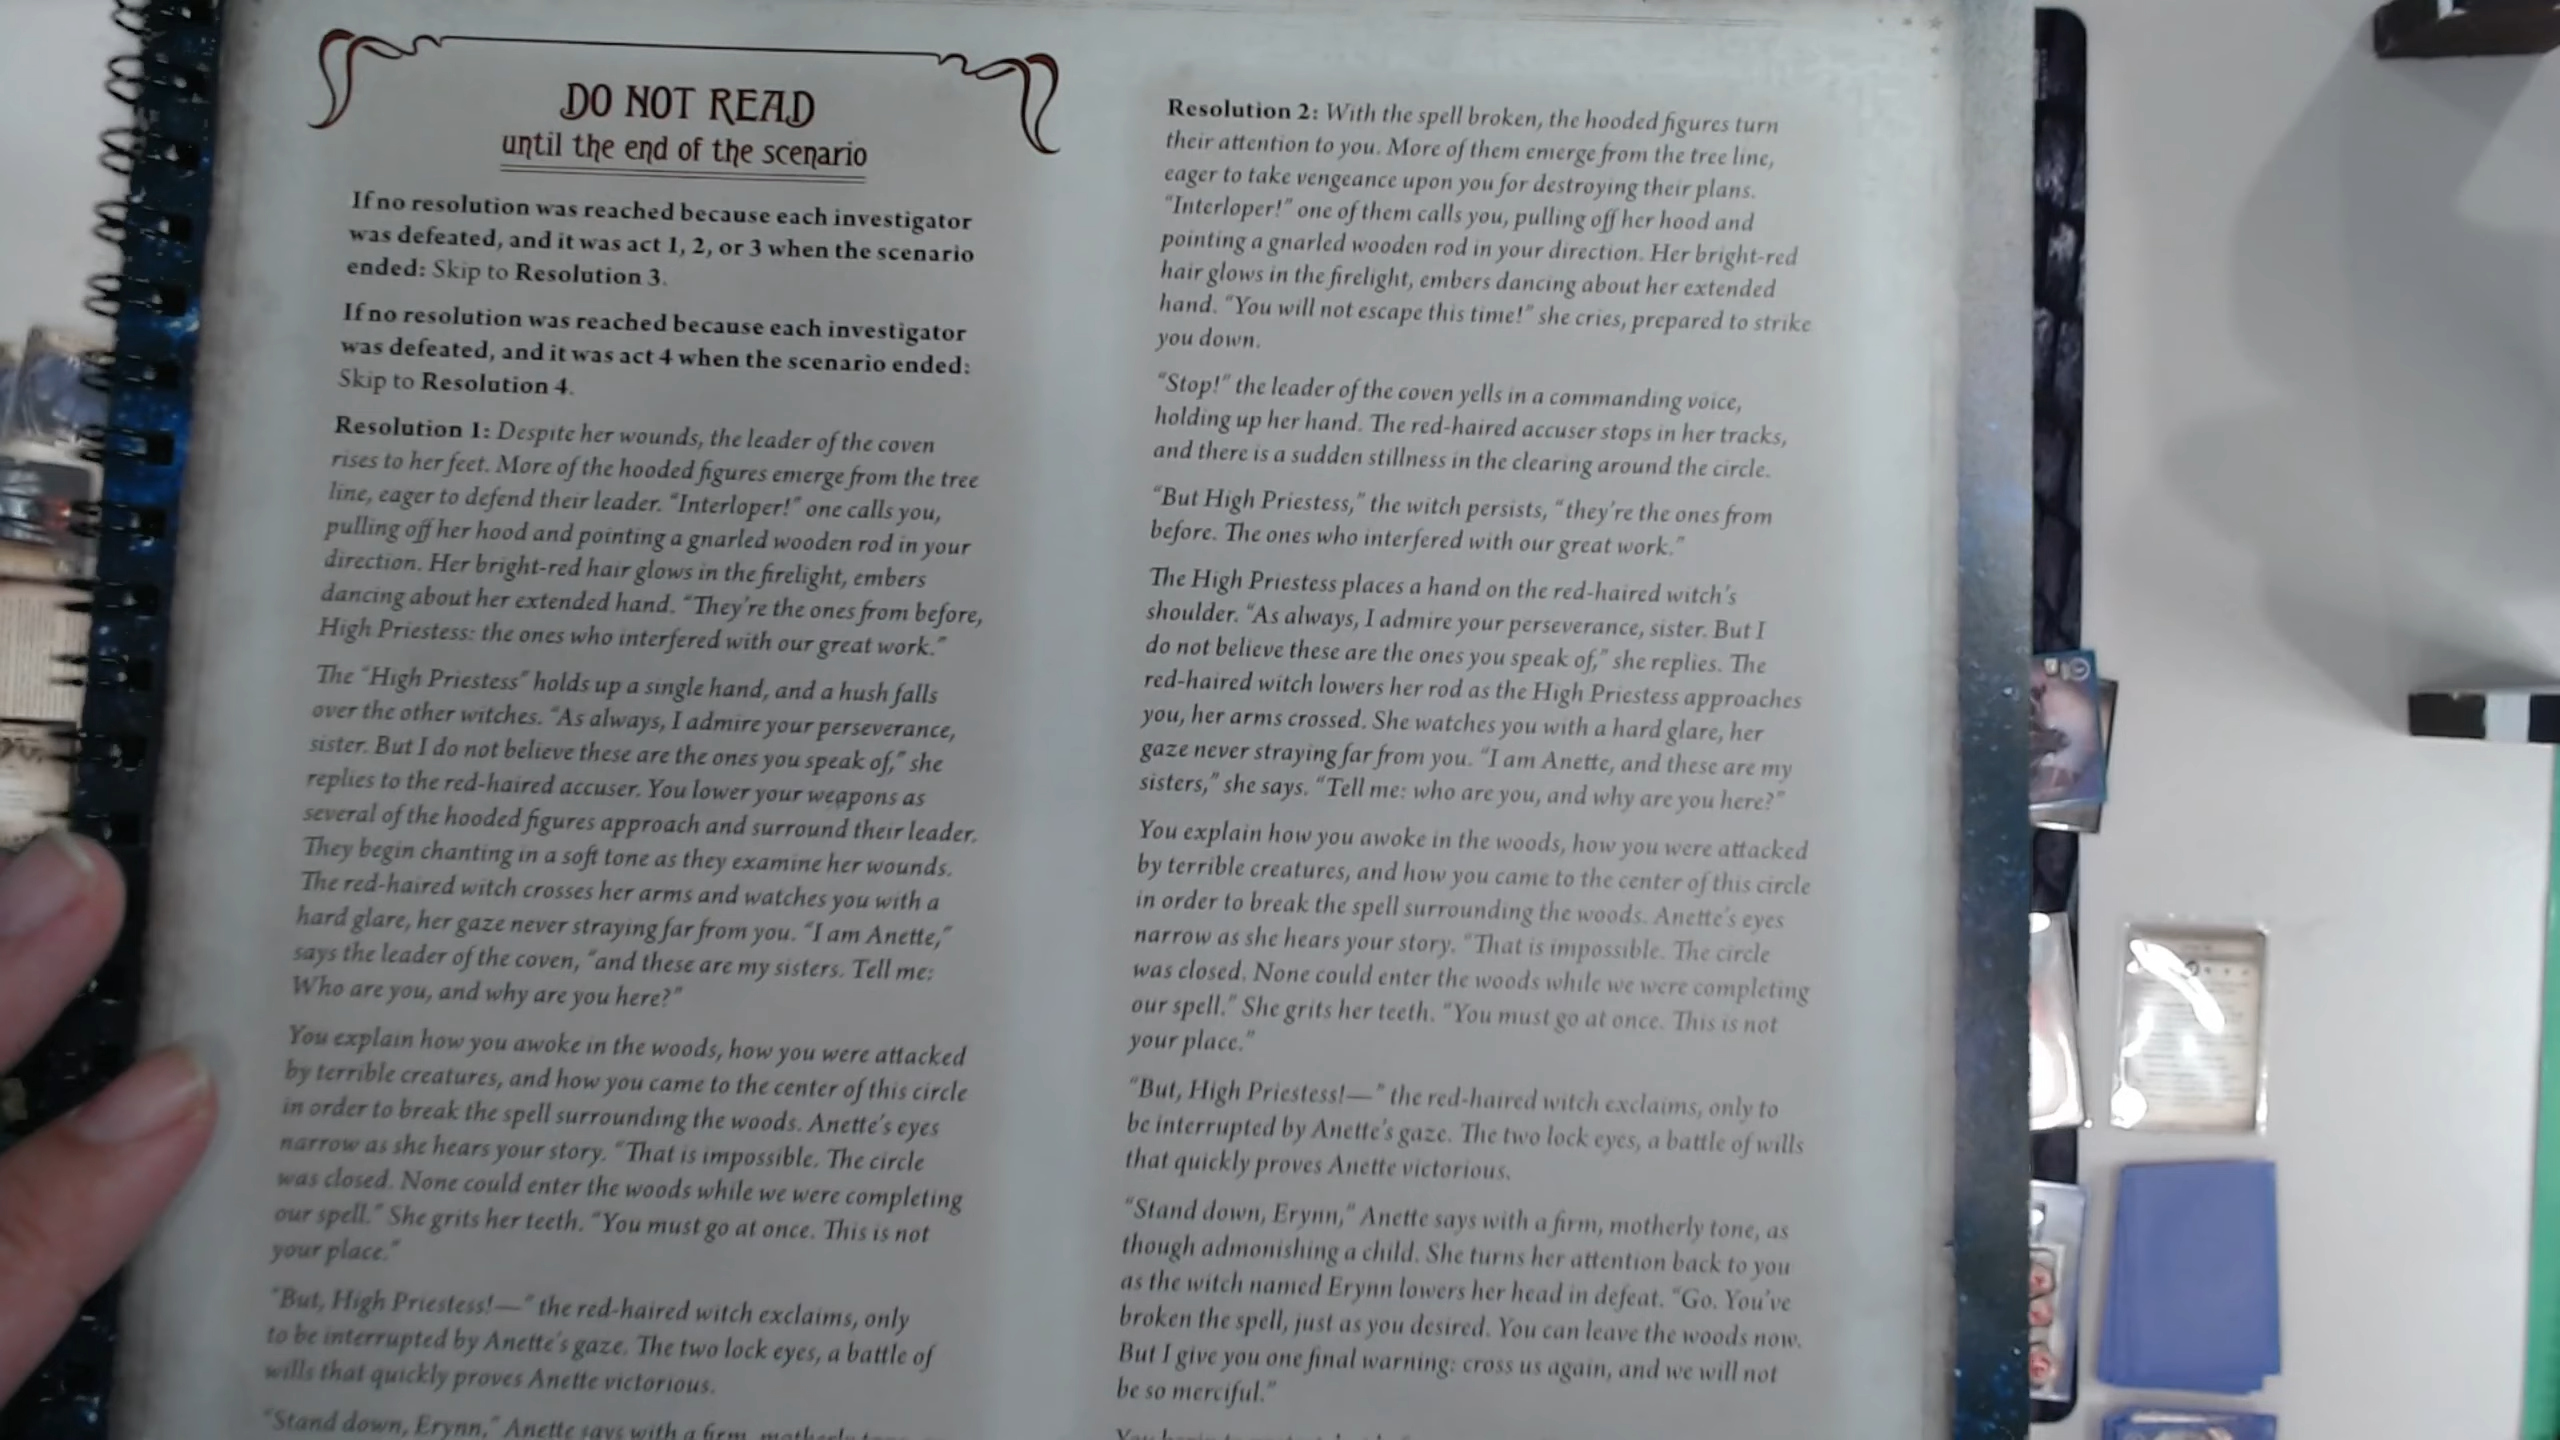 DO NOT READ
until the end of the scenario
If no resolution was reached because each investigator
was defeated, and it was act 1, 2, or 3 when the scenario
ended: Skip to Resolution 3.
If no resolution was reached because each investigator
was defeated, and it was act 4 when the scenario ended:
Skip to Resolution 4.
Resolution 1: Despite her wounds, the leader of the coven
rises to her feet. More of the hooded figures emerge from the tree
line, eager to defend their leader. “Interloper!” one calls you,
pulling off her hood and pointing a gnarled wooden rod in your
direction. Her bright-red hair glows in the firelight, embers
dancing about her extended hand. “They’re the ones from before,
High Priestess: the ones who interfered with our great work.”
The “High Priestess” holds up a single hand, and a hush falls
over the other witches. “As always, I admire your perseverance,
sister. But I do not believe these are the ones you speak of,” she
replies to the red-haired accuser. You lower your weapons as
several of the hooded figures approach and surround their leader.
They begin chanting in a soft tone as they examine her wounds.
The red-haired witch crosses her arms and watches you with a
hard glare, her gaze never straying far from you. “I am Anette,”
says the leader of the coven, “and these are my sisters. Tell me:
Who are you, and why are you here?”
You explain how you awoke in the woods, how you were attacked
by terrible creatures, and how you came to the center of this circle
in order to break the spell surrounding the woods. Anette’s eyes
narrow as she hears your story. “That is impossible. The circle
was closed. None could enter the woods while we were completing
our spell.” She grits her teeth. “You must go at once. This is not
your place.”
“But, High Priestess!—” the red-haired witch exclaims, only
to be interrupted by Anette’s gaze. The two lock eyes, a battle of
wills that quickly proves Anette victorious.
“Stand down, Erynn,” Anette says with a firm, motherly tone, as
Resolution 2: With the spell broken, the hooded figures turn
their attention to you. More of them emerge from the tree line,
eager to take vengeance upon you for destroying their plans.
“Interloper!” one of them calls you, pulling off her hood and
pointing a gnarled wooden rod in your direction. Her bright-red
hair glows in the firelight, embers dancing about her extended
hand. “You will not escape this time!” she cries, prepared to strike
you down.
“Stop!” the leader of the coven yells in a commanding voice,
holding up her hand. The red-haired accuser stops in her tracks,
and there is a sudden stillness in the clearing around the circle.
“But High Priestess,” the witch persists, “they’re the ones from
before. The ones who interfered with our great work.”
The High Priestess places a hand on the red-haired witch’s
shoulder. “As always, I admire your perseverance, sister. But I
do not believe these are the ones you speak of,” she replies. The
red-haired witch lowers her rod as the High Priestess approaches
you, her arms crossed. She watches you with a hard glare, her
gaze never straying far from you. “I am Anette, and these are my
sisters,” she says. “Tell me: who are you, and why are you here?”
You explain how you awoke in the woods, how you were attacked
by terrible creatures, and how you came to the center of this circle
in order to break the spell surrounding the woods. Anette’s eyes
narrow as she hears your story. “That is impossible. The circle
was closed. None could enter the woods while we were completing
our spell.” She grits her teeth. “You must go at once. This is not
your place.”
“But, High Priestess!—” the red-haired witch exclaims, only to
be interrupted by Anette’s gaze. The two lock eyes, a battle of wills
that quickly proves Anette victorious.
“Stand down, Erynn,” Anette says with a firm, motherly tone, as
though admonishing a child. She turns her attention back to you
as the witch named Erynn lowers her head in defeat. “Go. You’ve
broken the spell, just as you desired. You can leave the woods now.
But I give you one final warning: cross us again, and we will not
be so merciful.”